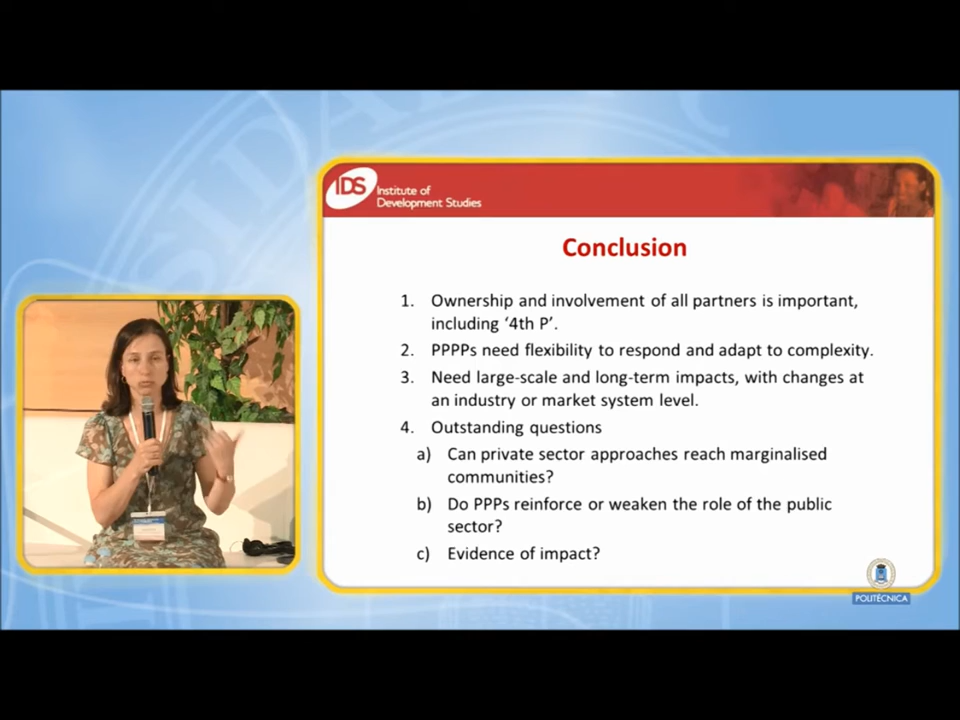 IDS Institute of
Development Studies
Conclusion
1. Ownership and involvement of all partners is important,
including ‘4th P’.
2. PPPPs need flexibility to respond and adapt to complexity.
3. Need large-scale and long-term impacts, with changes at
an industry or market system level.
4. Outstanding questions
a) Can private sector approaches reach marginalised
communities?
b) Do PPPs reinforce or weaken the role of the public
sector?
c) Evidence of impact?
POLITÉCNICA